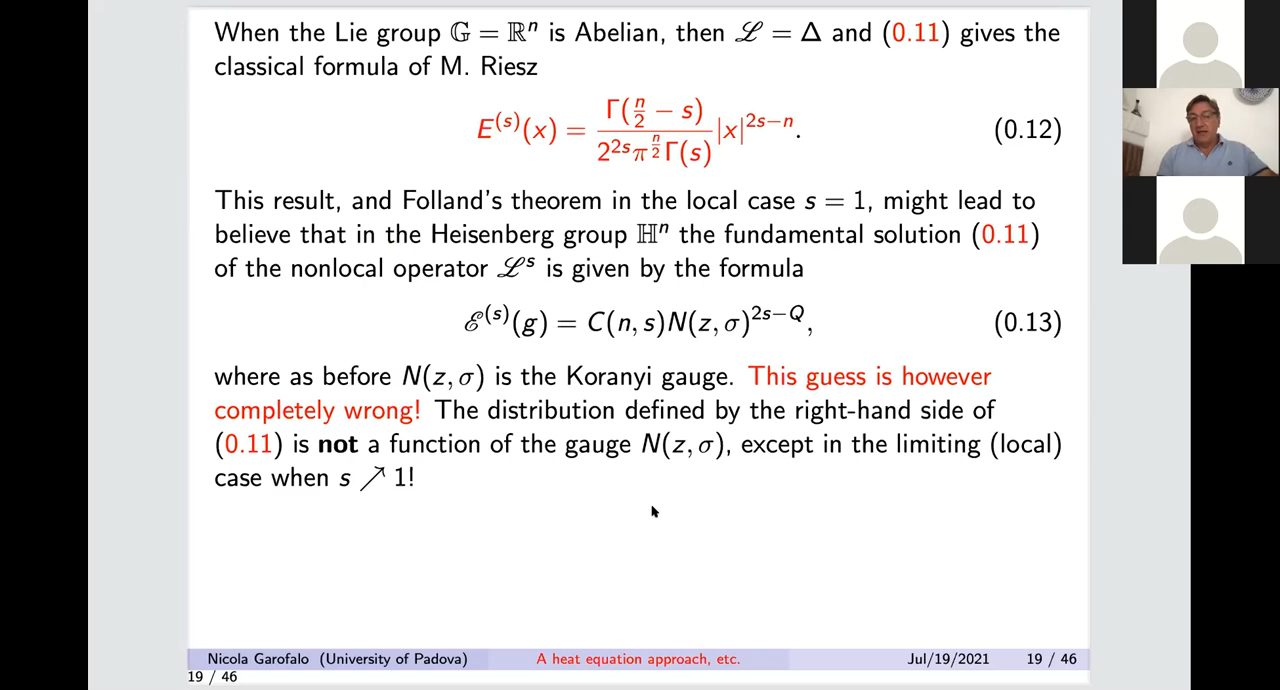 When the Lie group 𝔾 = ℝⁿ is Abelian, then ℒ = Δ and (0.11) gives the
classical formula of M. Riesz
E^{(s)}(x) = \frac{Γ(\frac{n}{2} − s)}{2^{2s}π^{\frac{n}{2}}Γ(s)}|x|^{2s−n}. (0.12)
This result, and Folland's theorem in the local case s = 1, might lead to
believe that in the Heisenberg group ℍⁿ the fundamental solution (0.11)
of the nonlocal operator ℒˢ is given by the formula
ℰ^{(s)}(g) = C(n, s)N(z, σ)^{2s−Q}, (0.13)
where as before N(z, σ) is the Koranyi gauge. This guess is however
completely wrong! The distribution defined by the right-hand side of
(0.11) is not a function of the gauge N(z, σ), except in the limiting (local)
case when s ↗ 1!
Nicola Garofalo (University of Padova) A heat equation approach, etc. Jul/19/2021 19 / 46
19 / 46